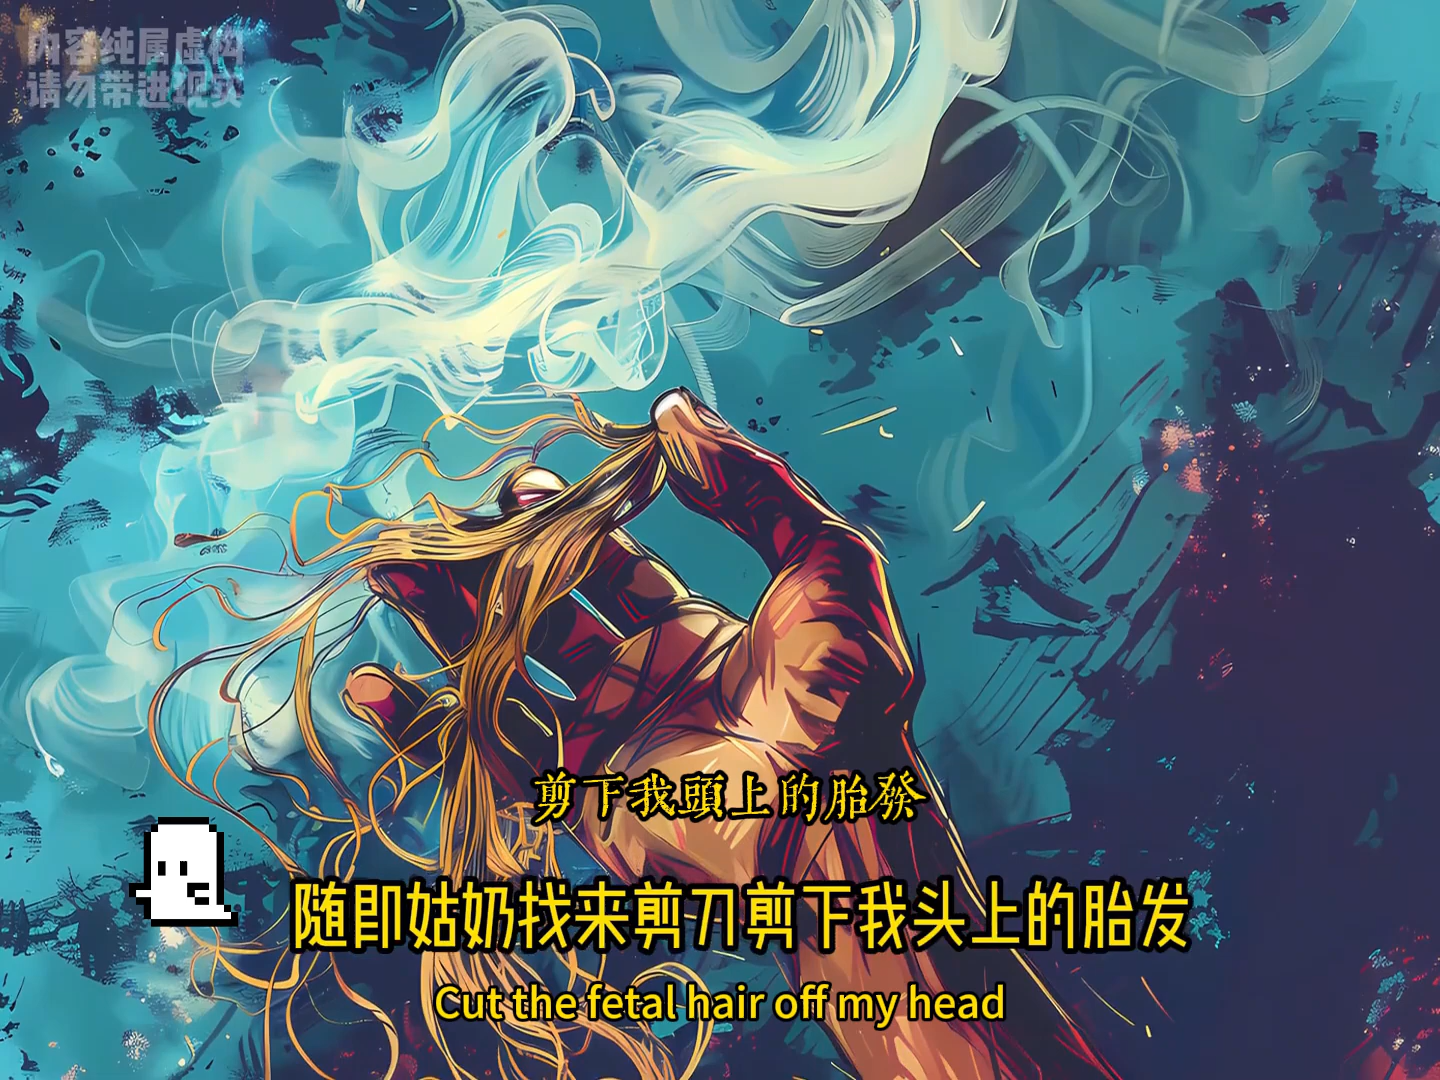 内容纯属虚构
请勿带进现实
剪下我頭上的胎發
随即姑奶找来剪刀剪下我头上的胎发
Cut the fetal hair off my head